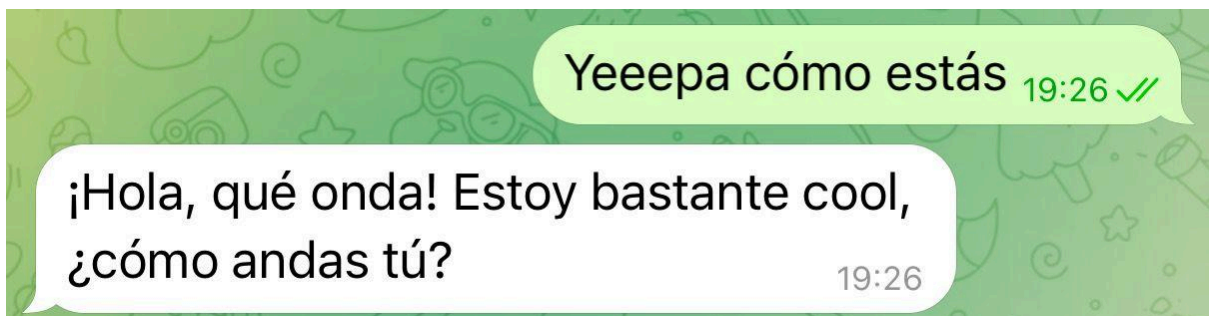 Yeeepa cómo estás 19:26
¡Hola, qué onda! Estoy bastante cool,
¿cómo andas tú?
19:26